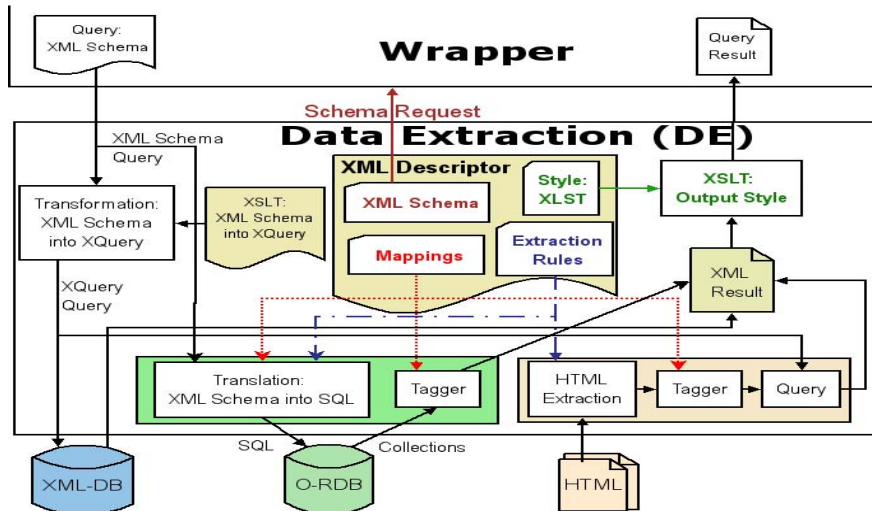 Query:
XML Schema
Wrapper
Query
Result
Schema Request
Data Extraction (DE)
XML Schema
Query
XML Descriptor
Style:
XLST
XSLT:
Output Style
Transformation:
XML Schema
into XQuery
XSLT:
XML Schema
into XQuery
XML Schema
Mappings
Extraction
Rules
XML
Result
XQuery
Query
Translation:
XML Schema into SQL
Tagger
HTML
Extraction
Tagger
Query
SQL
Collections
XML-DB
O-RDB
HTML